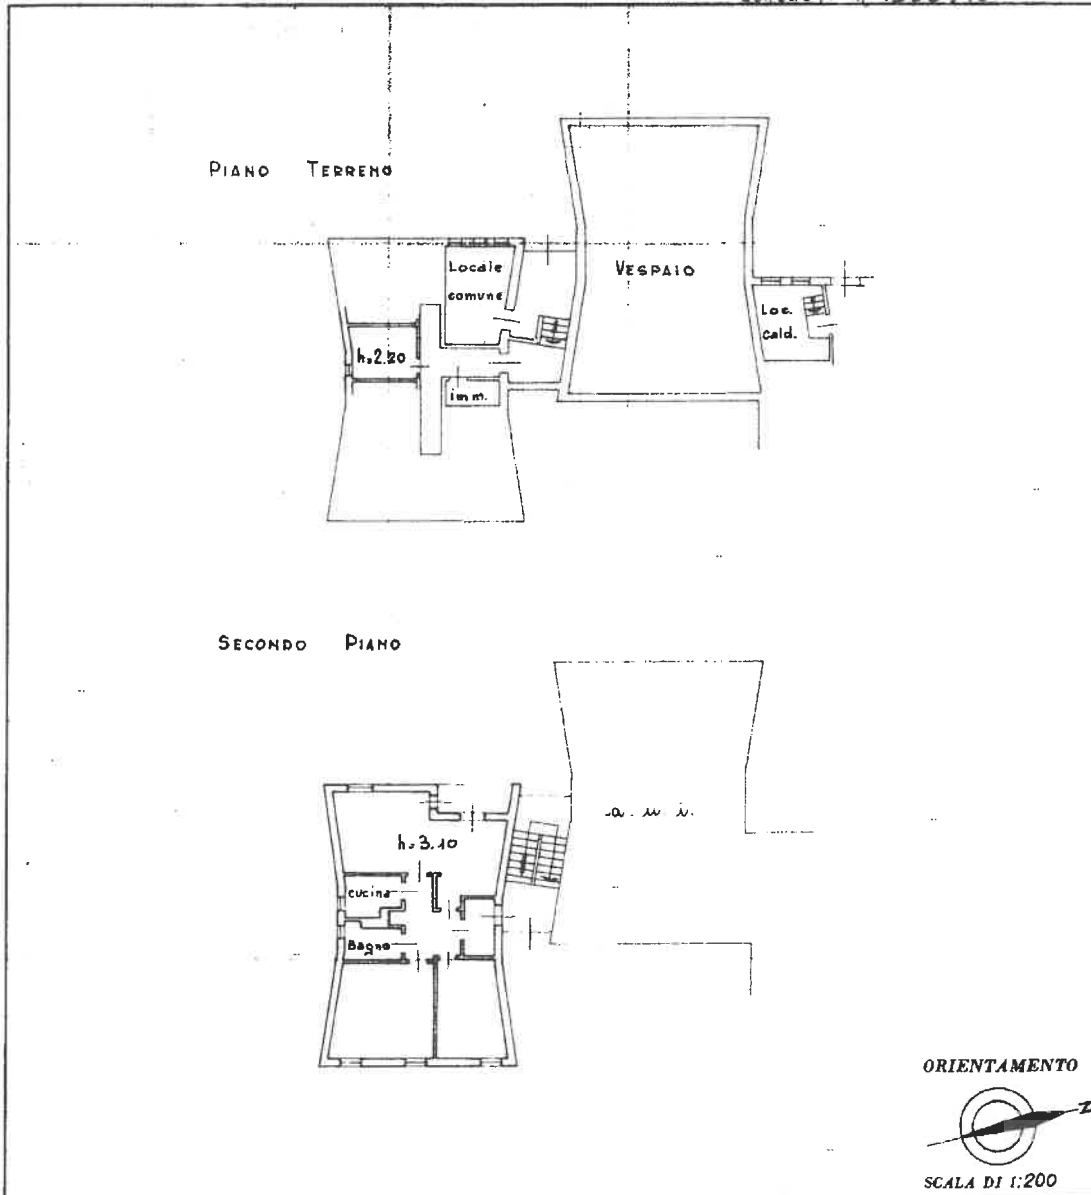 PIANO TERRENO
Locale
comune
VESPAIO
Loc.
cald.
h=2.20
imm.
SECONDO PIANO
a.u.i.
h=3.10
cucina
Bagno
ORIENTAMENTO
N
SCALA DI 1:200